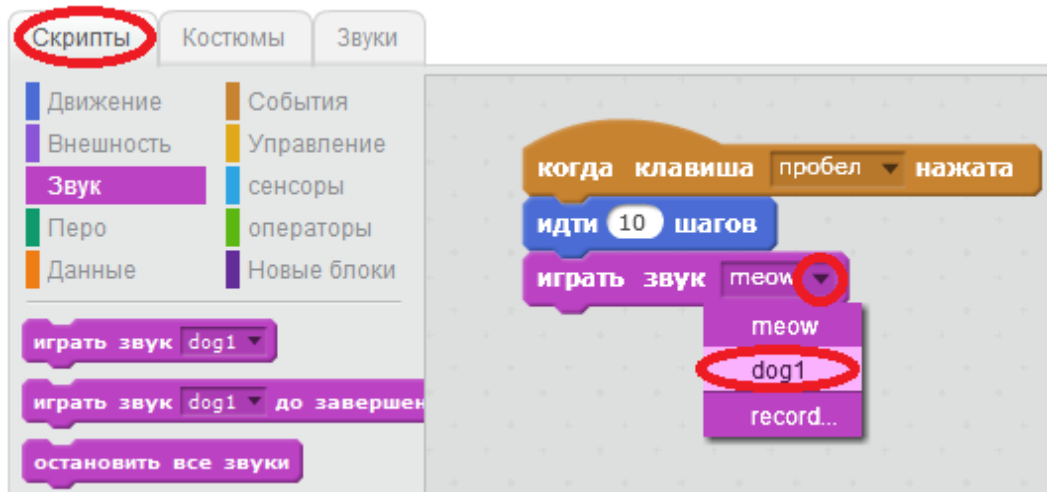 Скрипты Костюмы Звуки
Движение События
Внешность Управление
Звук сенсоры
Перо операторы
Данные Новые блоки
играть звук dog1
играть звук dog1 до завершен
остановить все звуки
когда клавиша пробел нажата
идти 10 шагов
играть звук meow
meow
dog1
record...